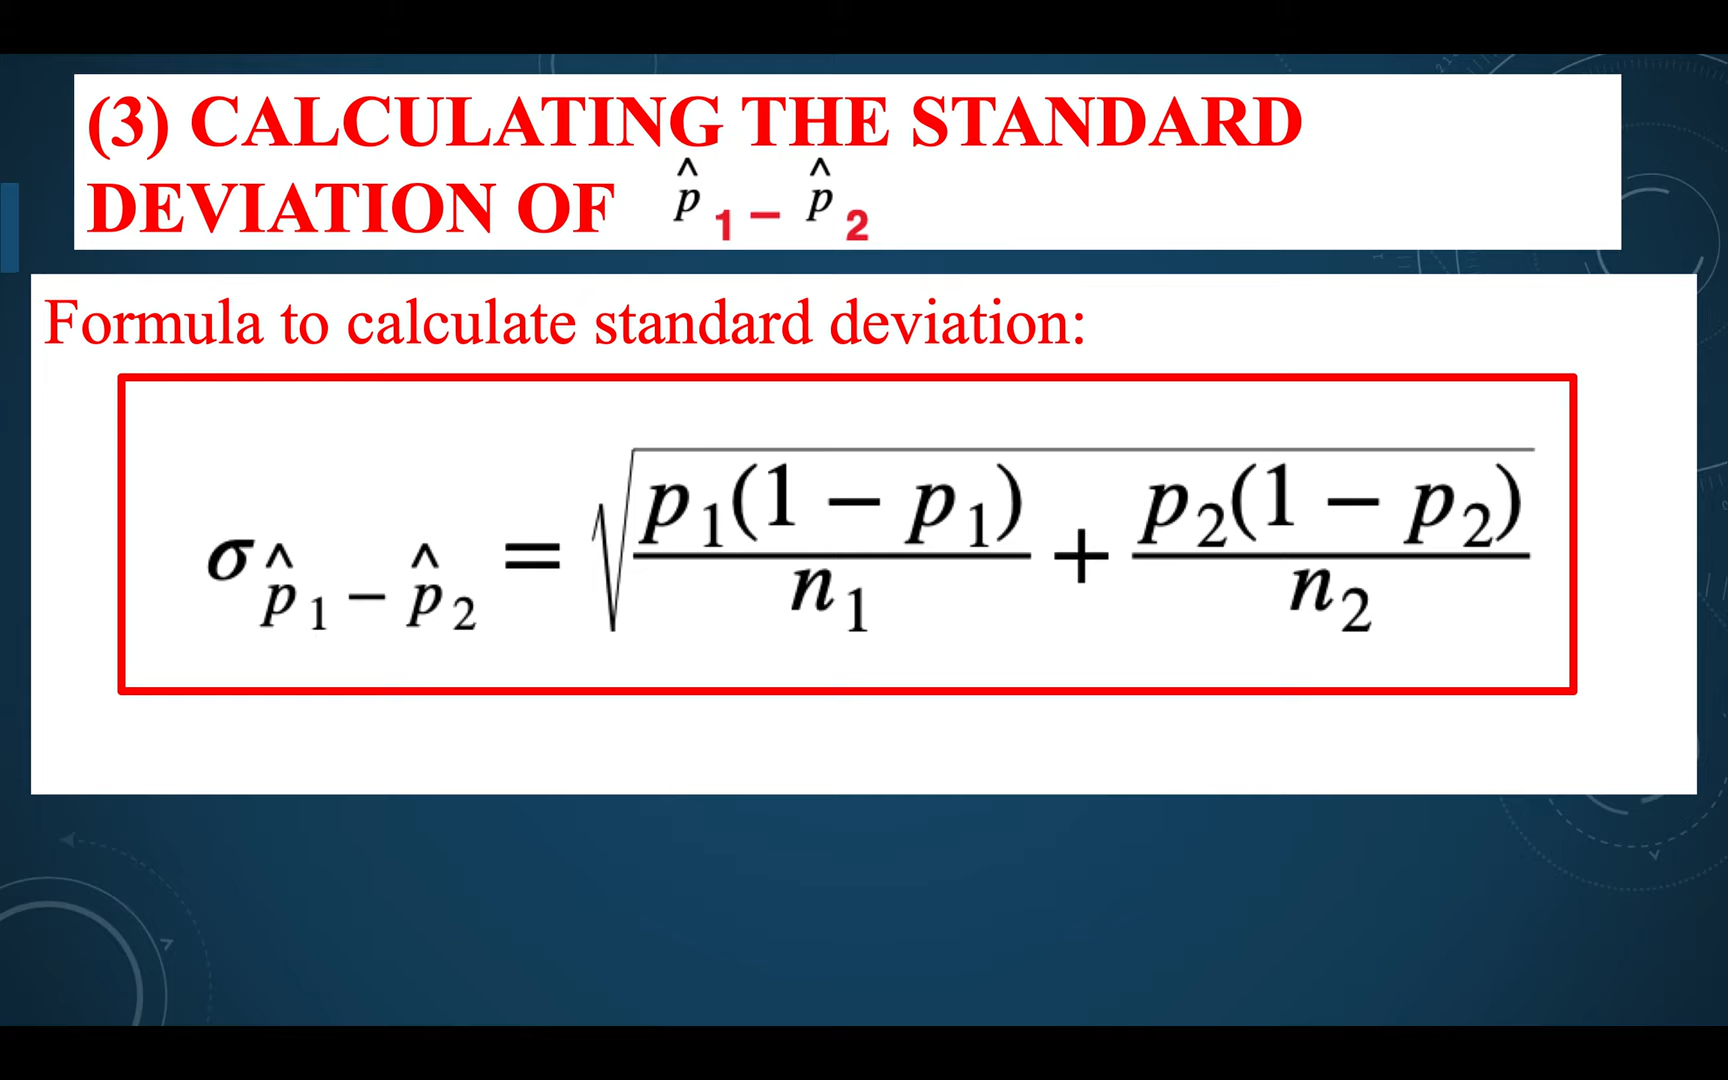 (3) CALCULATING THE STANDARD
DEVIATION OF p̂ 1 – p̂ 2
Formula to calculate standard deviation:
σ p̂ 1 − p̂ 2 = √( p1(1 − p1) / n1 + p2(1 − p2) / n2 )